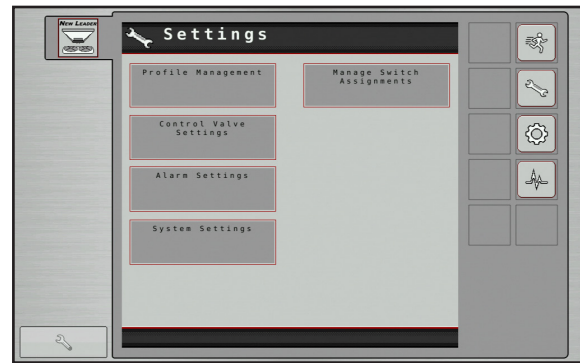 NEW LEADER
Settings
Profile Management
Manage Switch
Assignments
Control Valve
Settings
Alarm Settings
System Settings